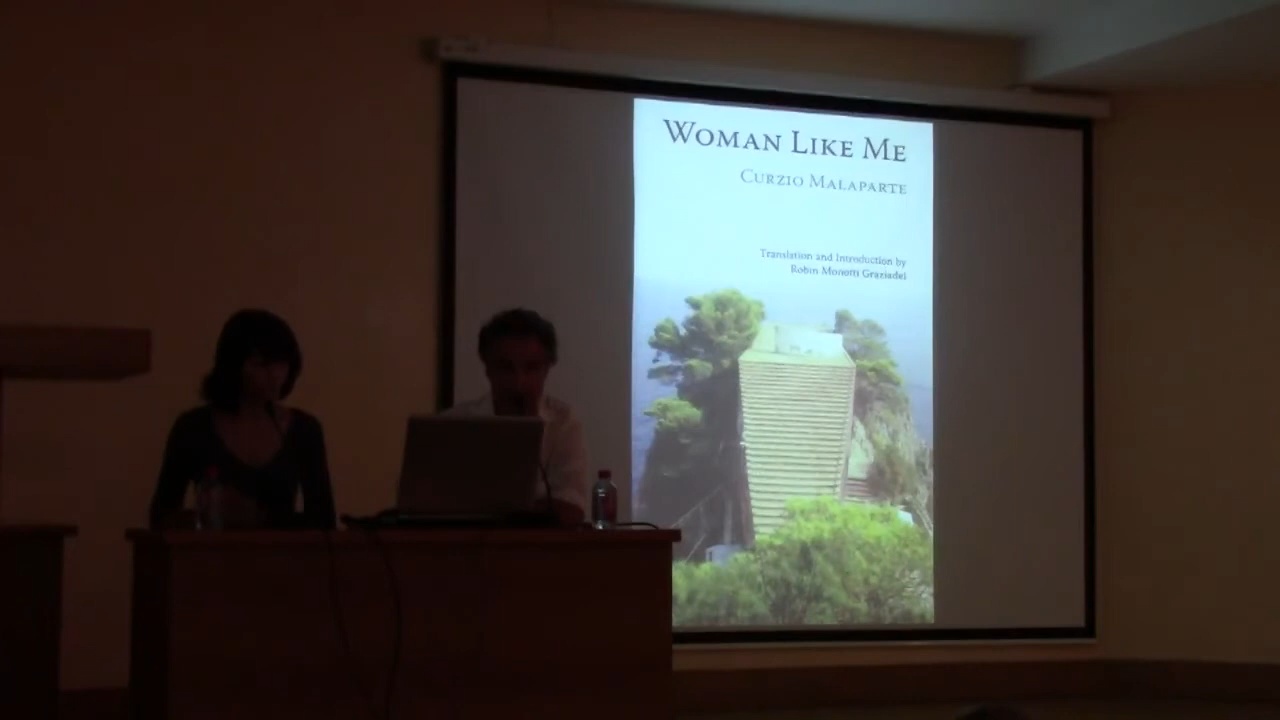 WOMAN LIKE ME
CURZIO MALAPARTE
Translation and Introduction by
Robin Monotti Graziadei